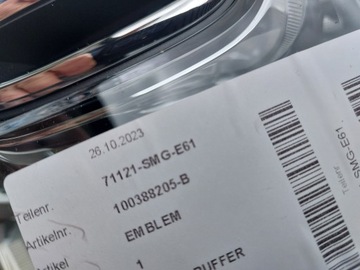 26.10.2023
Teilenr. 71121-SMG-E61
Artikelnr. 100388205-B
Artikel EMBLEM
1
PUFFER
Teilenr
SMG-E61